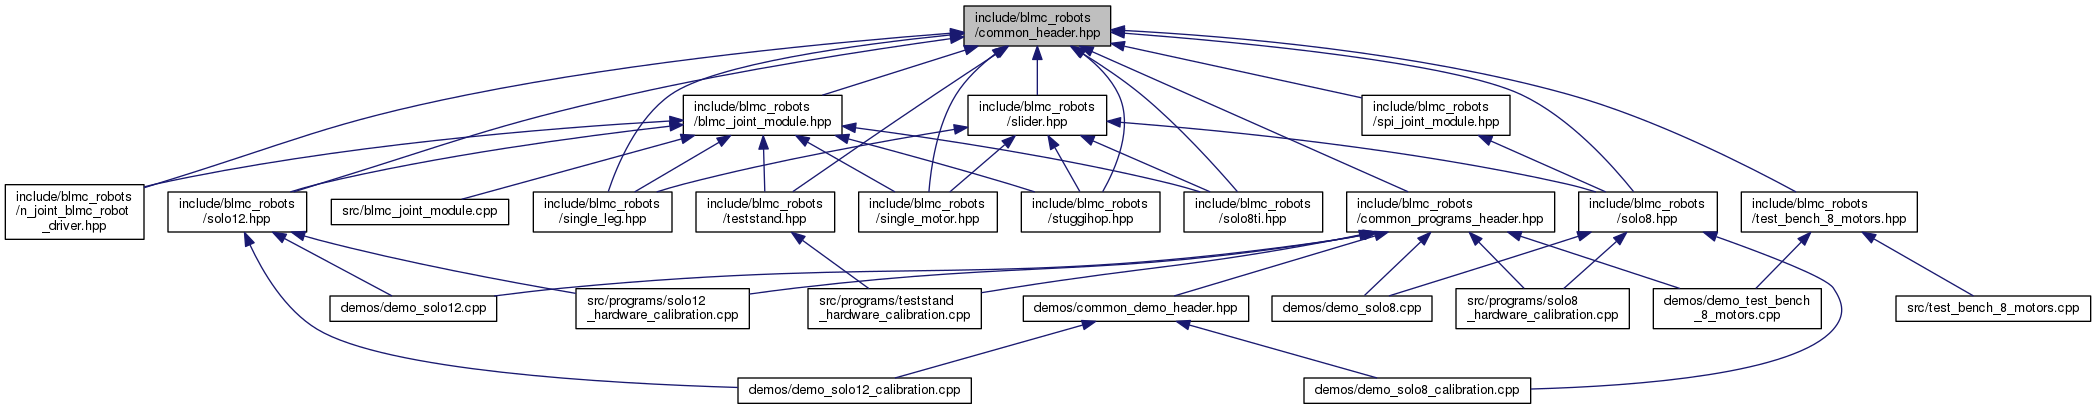 include/blmc_robots
/common_header.hpp
include/blmc_robots
/blmc_joint_module.hpp
include/blmc_robots
/slider.hpp
include/blmc_robots
/spi_joint_module.hpp
include/blmc_robots
/n_joint_blmc_robot
_driver.hpp
include/blmc_robots
/solo12.hpp
src/blmc_joint_module.cpp
include/blmc_robots
/single_leg.hpp
include/blmc_robots
/teststand.hpp
include/blmc_robots
/single_motor.hpp
include/blmc_robots
/stuggihop.hpp
include/blmc_robots
/solo8ti.hpp
include/blmc_robots
/common_programs_header.hpp
include/blmc_robots
/solo8.hpp
include/blmc_robots
/test_bench_8_motors.hpp
demos/demo_solo12.cpp
src/programs/solo12
_hardware_calibration.cpp
src/programs/teststand
_hardware_calibration.cpp
demos/common_demo_header.hpp
demos/demo_solo8.cpp
src/programs/solo8
_hardware_calibration.cpp
demos/demo_test_bench
_8_motors.cpp
src/test_bench_8_motors.cpp
demos/demo_solo12_calibration.cpp
demos/demo_solo8_calibration.cpp